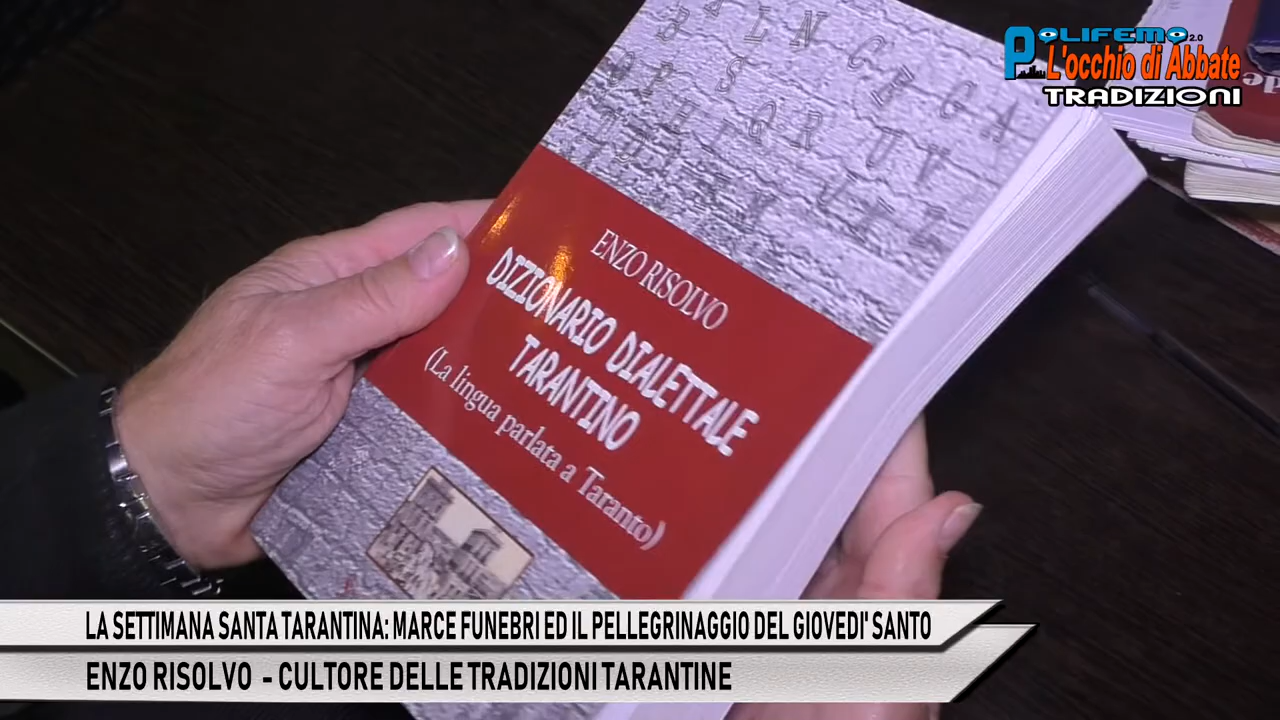 POLIFEMO 2.0
L'occhio di Abbate
TRADIZIONI
ENZO RISOLVO
DIZIONARIO DIALETTALE
TARANTINO
(La lingua parlata a Taranto)
LA SETTIMANA SANTA TARANTINA: MARCE FUNEBRI ED IL PELLEGRINAGGIO DEL GIOVEDI' SANTO
ENZO RISOLVO - CULTORE DELLE TRADIZIONI TARANTINE